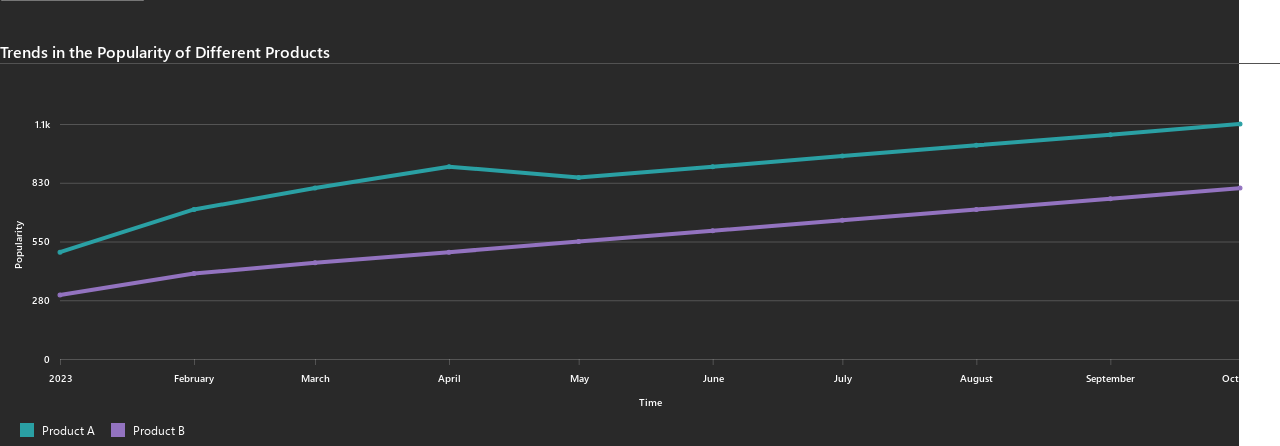 Trends in the Popularity of Different Products
1.1k
830
550
280
0
Popularity
2023 February March April May June July August September Oct
Time
Product A Product B